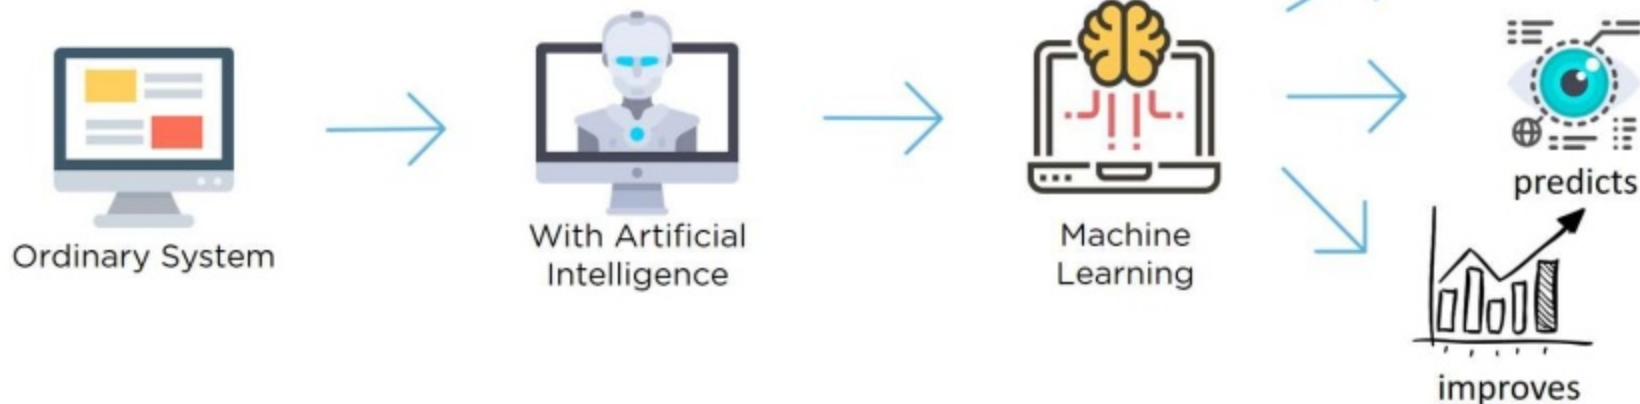 Ordinary System
With Artificial
Intelligence
Machine
Learning
predicts
improves